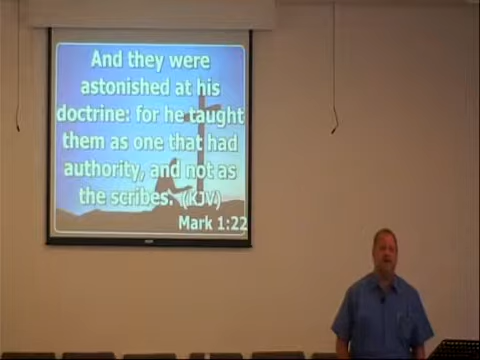 And they were
astonished at his
doctrine: for he taught
them as one that had
authority, and not as
the scribes. (KJV)
Mark 1:22